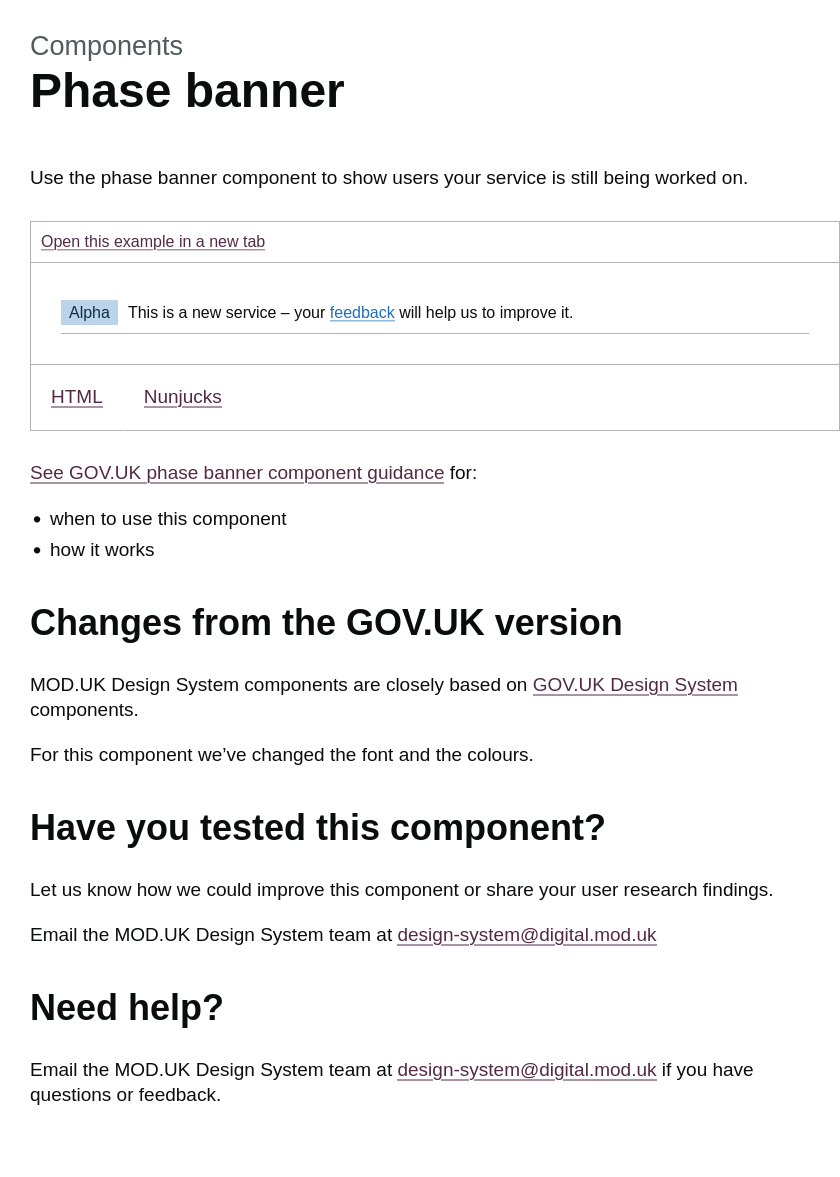 Components
Phase banner
Use the phase banner component to show users your service is still being worked on.
Open this example in a new tab
Alpha This is a new service – your feedback will help us to improve it.
HTML Nunjucks
See GOV.UK phase banner component guidance for:
• when to use this component
• how it works
Changes from the GOV.UK version
MOD.UK Design System components are closely based on GOV.UK Design System
components.
For this component we’ve changed the font and the colours.
Have you tested this component?
Let us know how we could improve this component or share your user research findings.
Email the MOD.UK Design System team at design-system@digital.mod.uk
Need help?
Email the MOD.UK Design System team at design-system@digital.mod.uk if you have
questions or feedback.